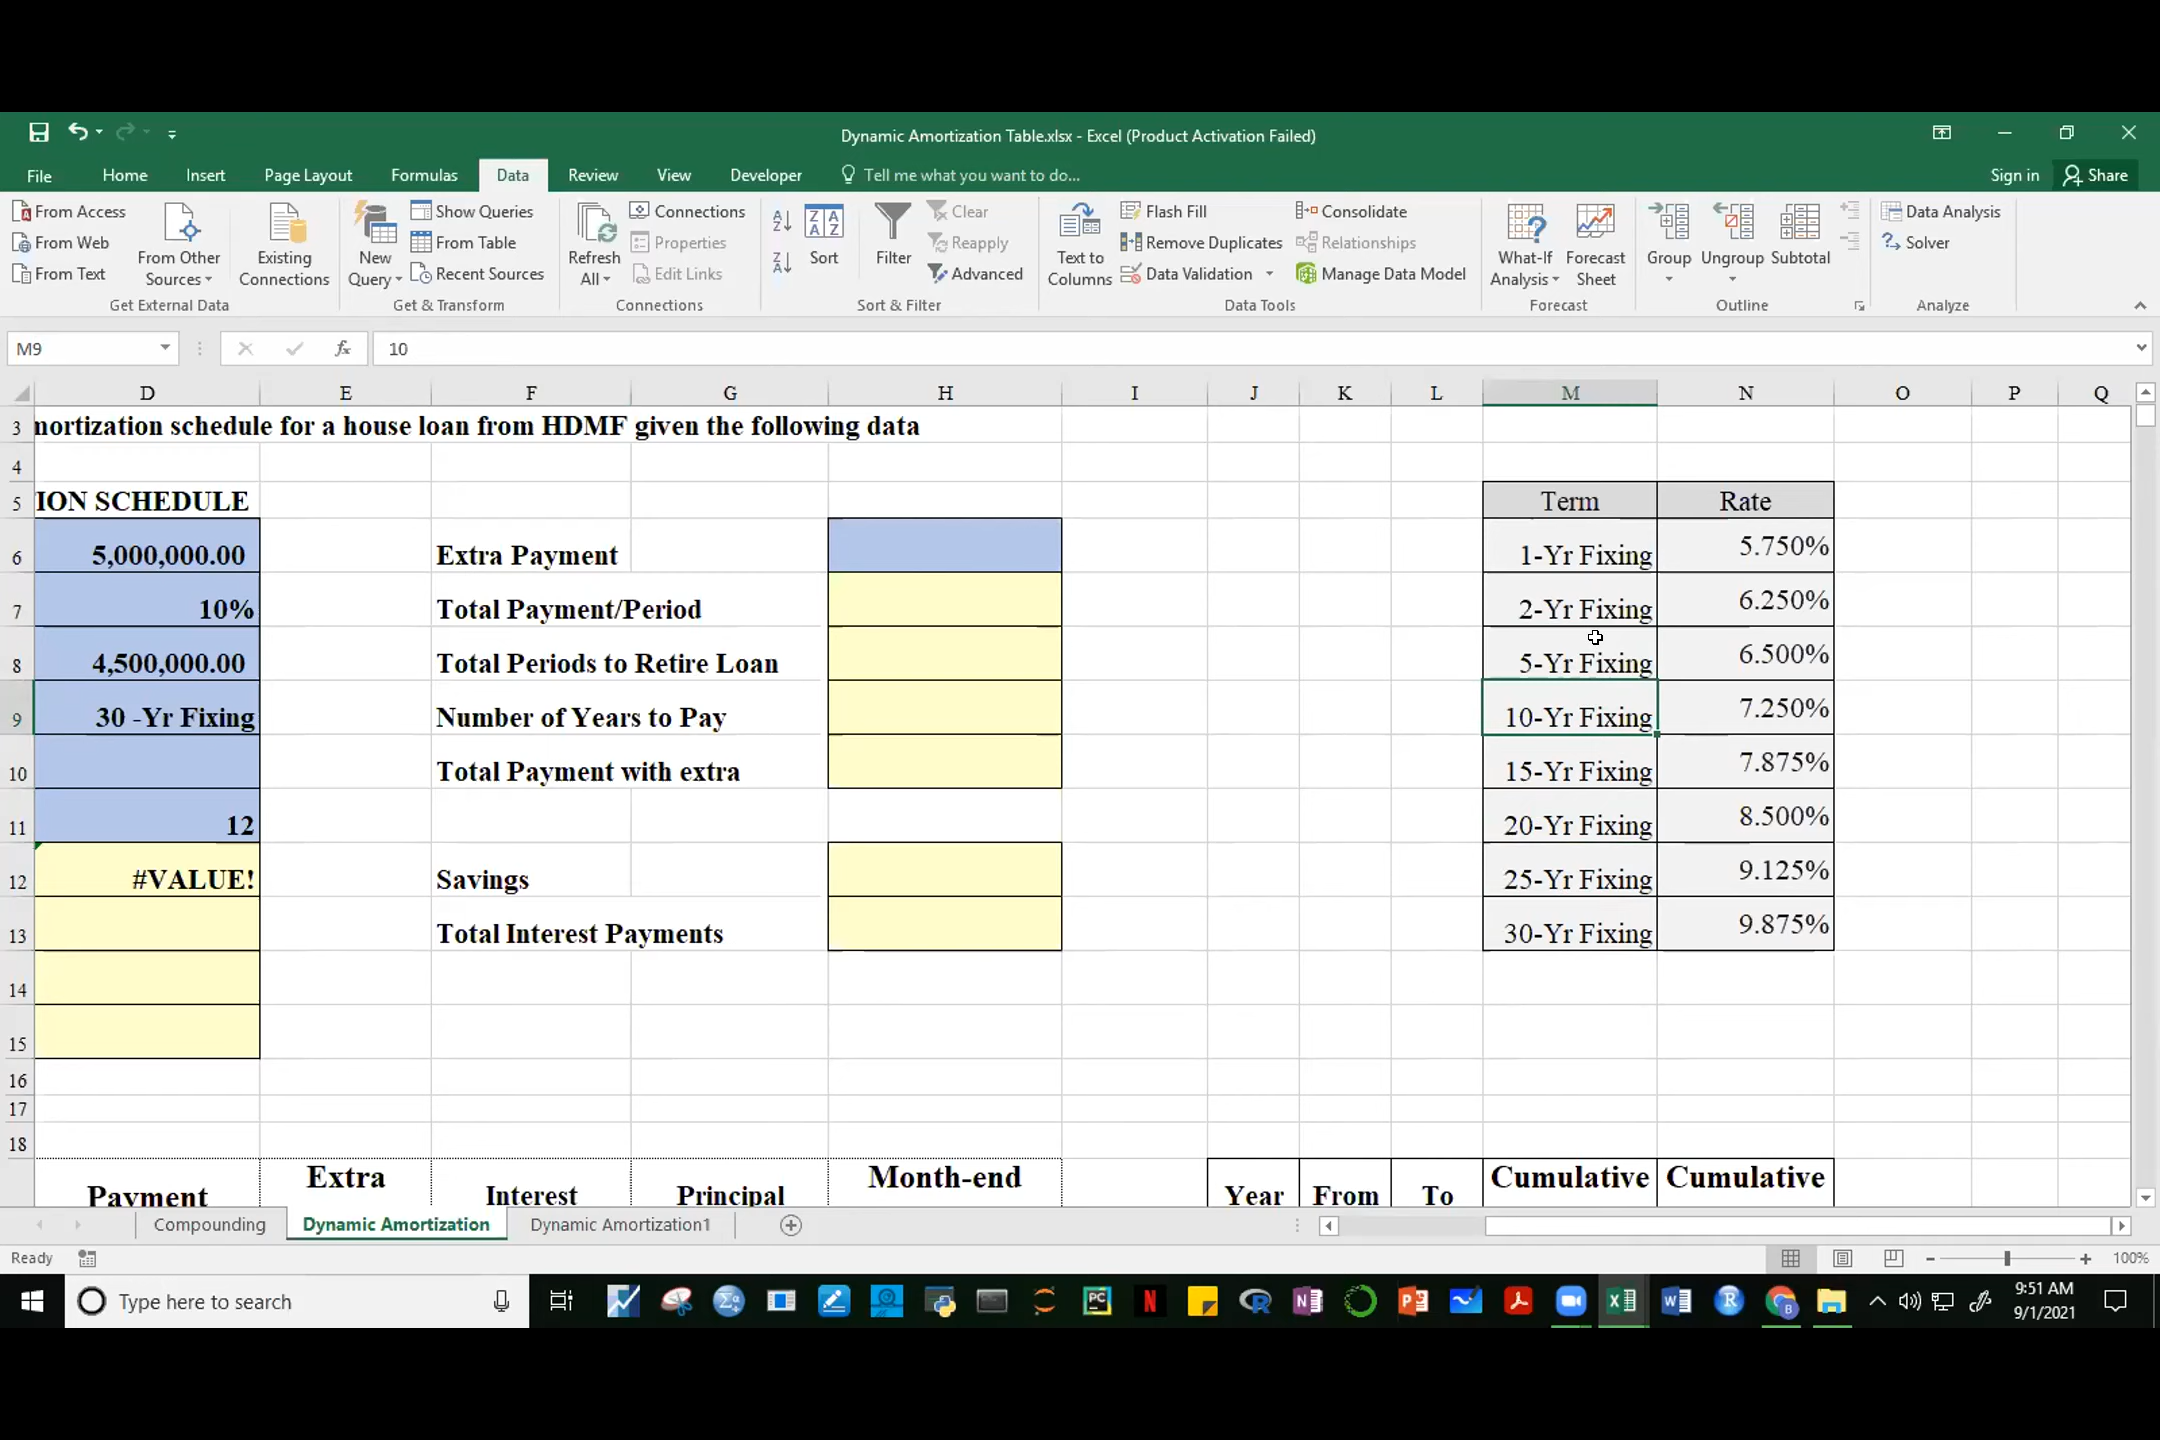 Dynamic Amortization Table.xlsx - Excel (Product Activation Failed)
File Home Insert Page Layout Formulas Data Review View Developer Tell me what you want to do... Sign in Share
From Access
From Web
From Text
From Other Sources
Existing Connections
Get External Data
New Query
Show Queries
From Table
Recent Sources
Get & Transform
Refresh All
Connections
Properties
Edit Links
Connections
Sort
Filter
Clear
Reapply
Advanced
Sort & Filter
Text to Columns
Flash Fill
Remove Duplicates
Data Validation
Consolidate
Relationships
Manage Data Model
Data Tools
What-If Analysis
Forecast Sheet
Forecast
Group
Ungroup
Subtotal
Outline
Data Analysis
Solver
Analyze
M9 fx 10
D E F G H I J K L M N O P Q
3 mortization schedule for a house loan from HDMF given the following data
4
5 ION SCHEDULE Term Rate
6 5,000,000.00 Extra Payment 1-Yr Fixing 5.750%
7 10% Total Payment/Period 2-Yr Fixing 6.250%
8 4,500,000.00 Total Periods to Retire Loan 5-Yr Fixing 6.500%
9 30 -Yr Fixing Number of Years to Pay 10-Yr Fixing 7.250%
10 Total Payment with extra 15-Yr Fixing 7.875%
11 12 20-Yr Fixing 8.500%
12 #VALUE! Savings 25-Yr Fixing 9.125%
13 Total Interest Payments 30-Yr Fixing 9.875%
14
15
16
17
18
Payment Extra Interest Principal Month-end Year From To Cumulative Cumulative
Compounding Dynamic Amortization Dynamic Amortization1
Ready 100%
Type here to search
9:51 AM
9/1/2021